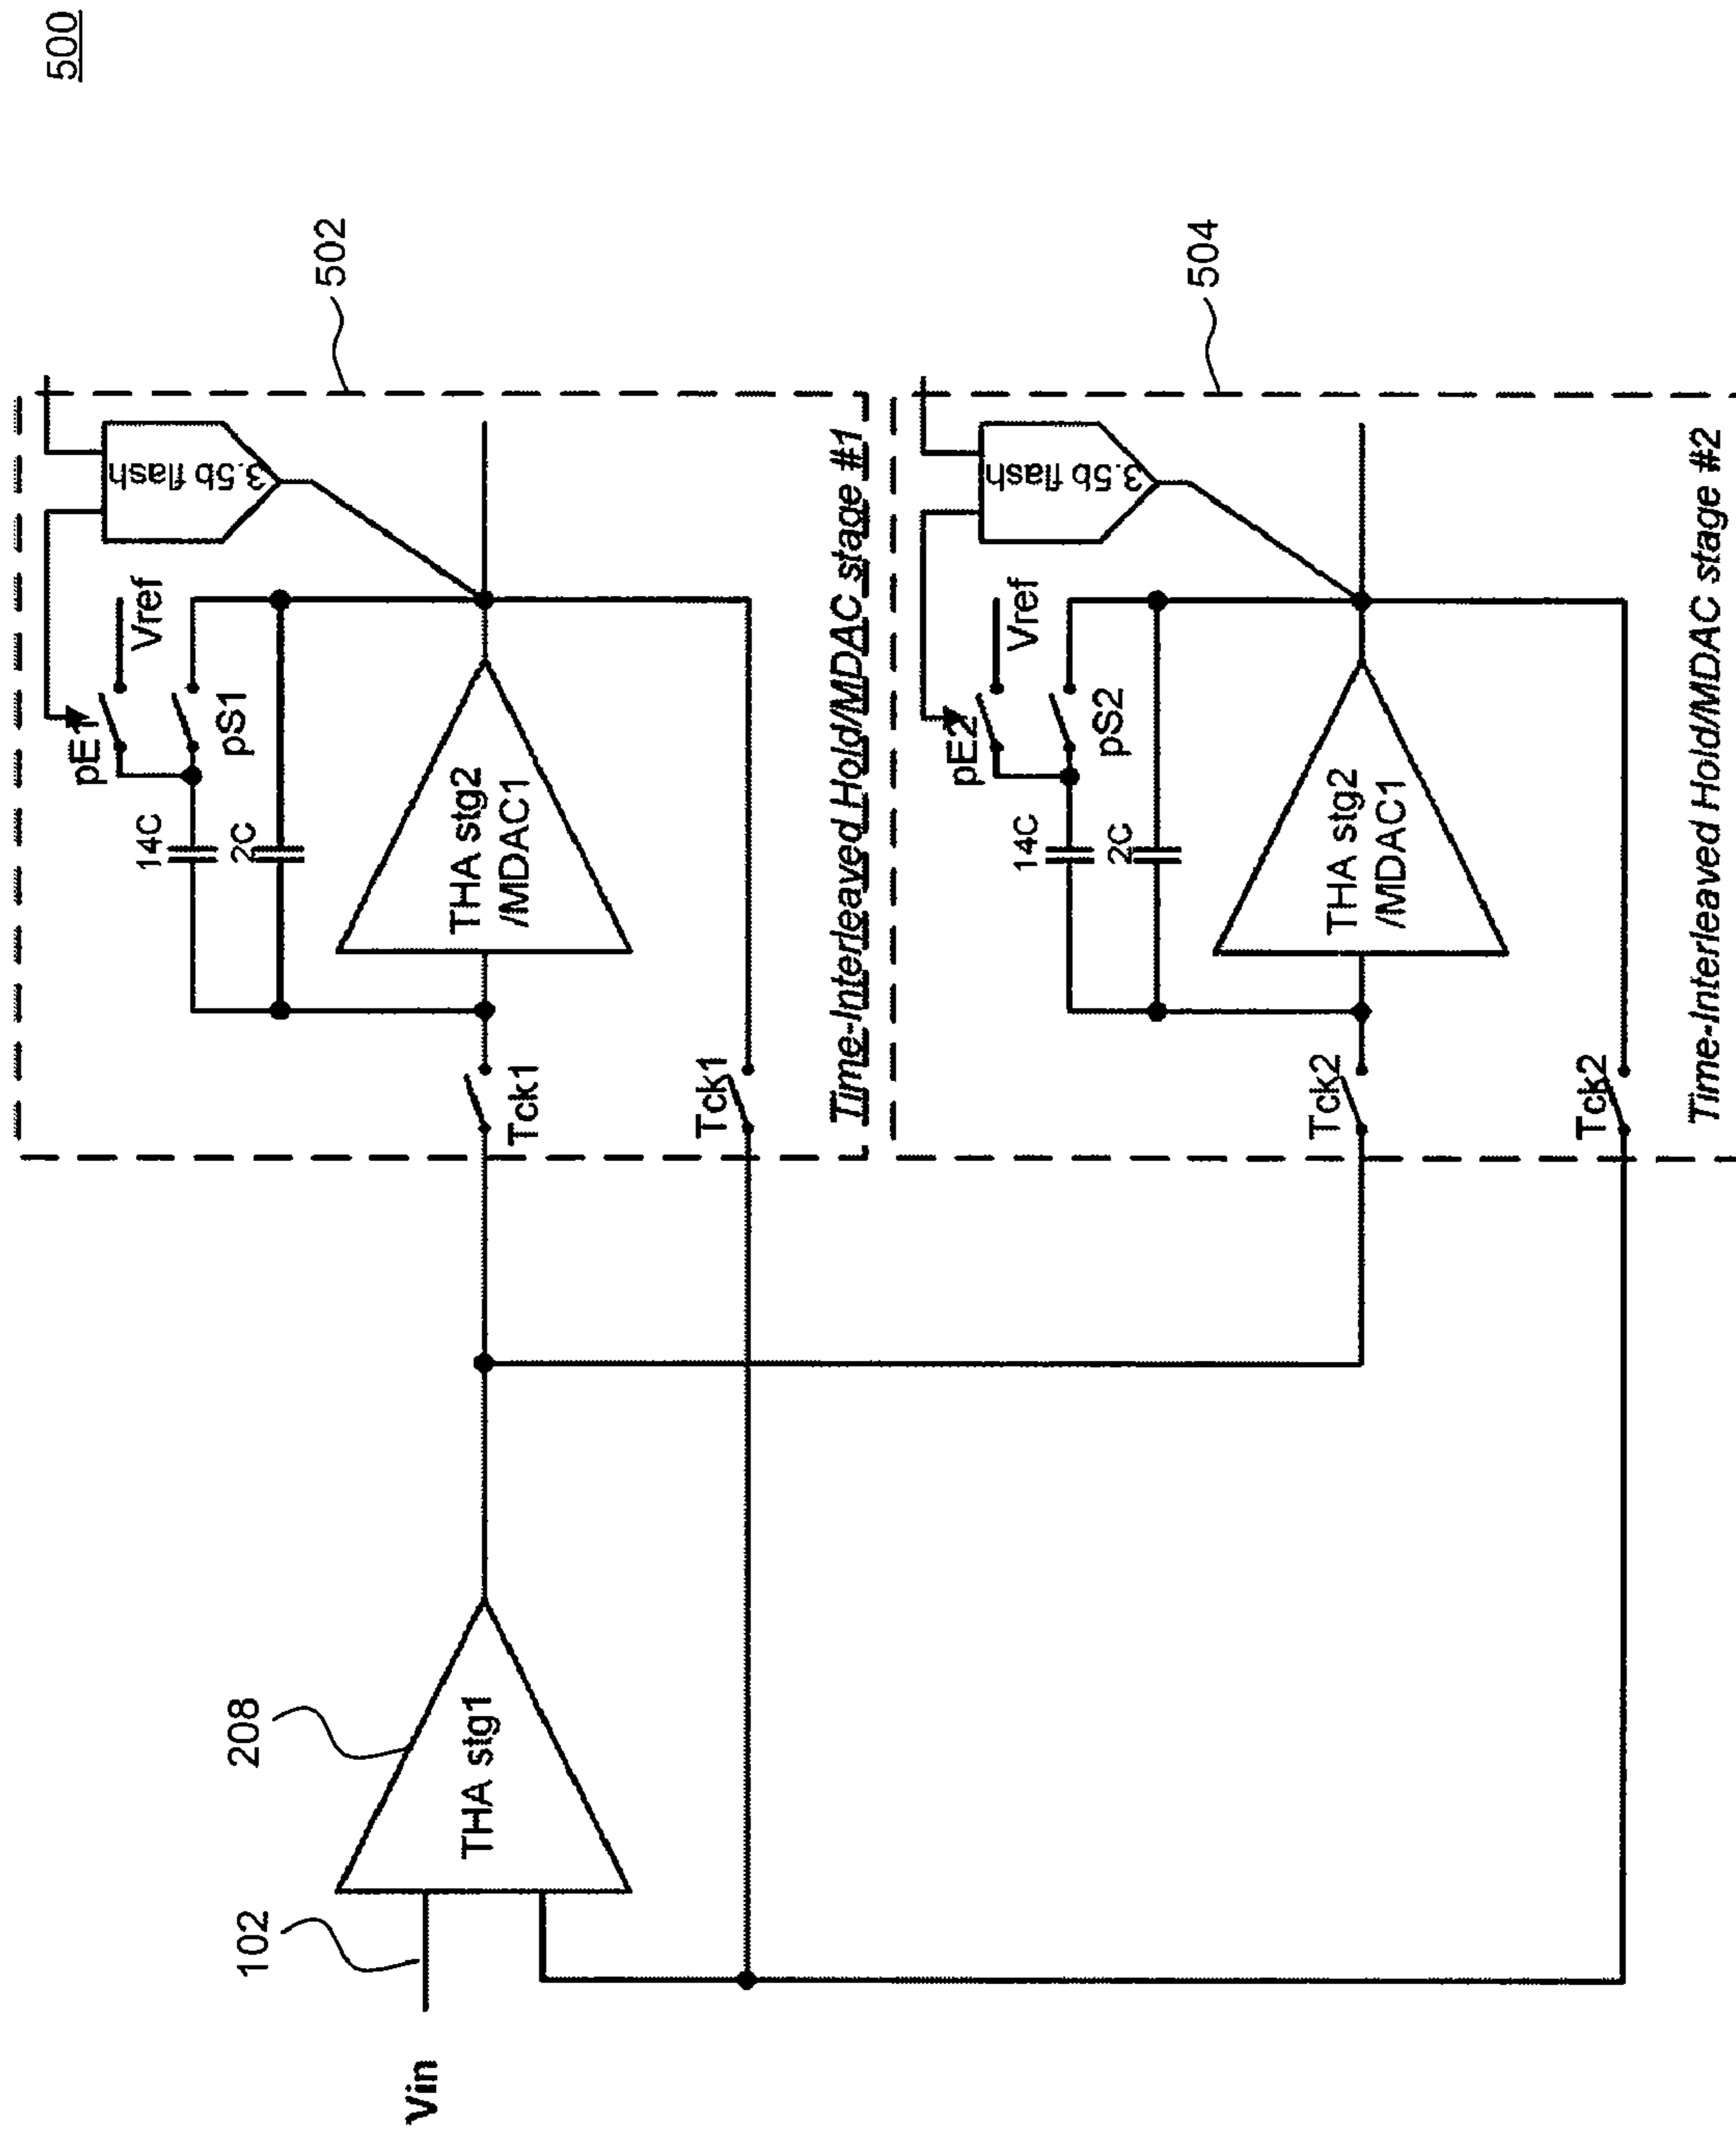 500
502
3.5b flash
Vref
pE1
pS1
14C
2C
THA stg2
/MDAC1
Tck1
Tck1
Time-Interleaved Hold/MDAC stage #1
504
3.5b flash
Vref
pE2
pS2
14C
2C
THA stg2
/MDAC1
Tck2
Tck2
Time-Interleaved Hold/MDAC stage #2
208
THA stg1
102
Vin